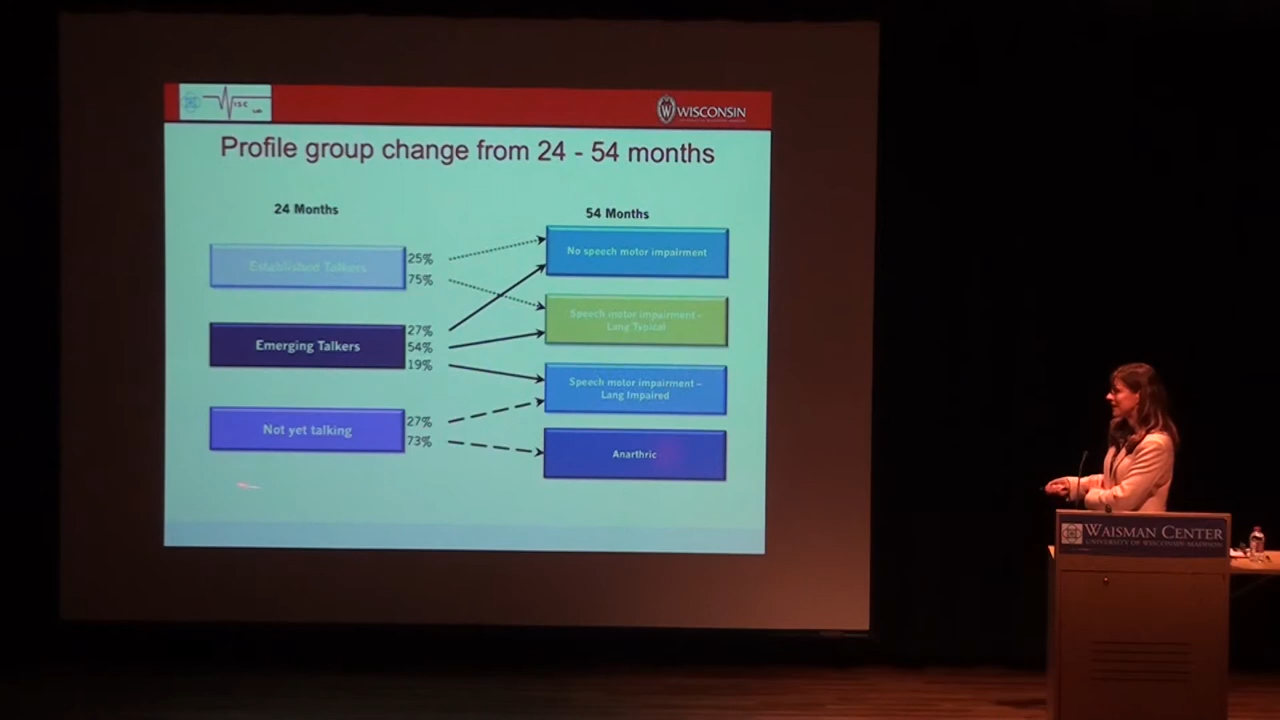 WISC
WISCONSIN
Profile group change from 24 - 54 months
24 Months
54 Months
Established Talkers
25%
75%
No speech motor impairment
Emerging Talkers
27%
54%
19%
Speech motor impairment –
Lang Typical
Speech motor impairment –
Lang Impaired
Not yet talking
27%
73%
Anarthric
WAISMAN CENTER
UNIVERSITY OF WISCONSIN-MADISON